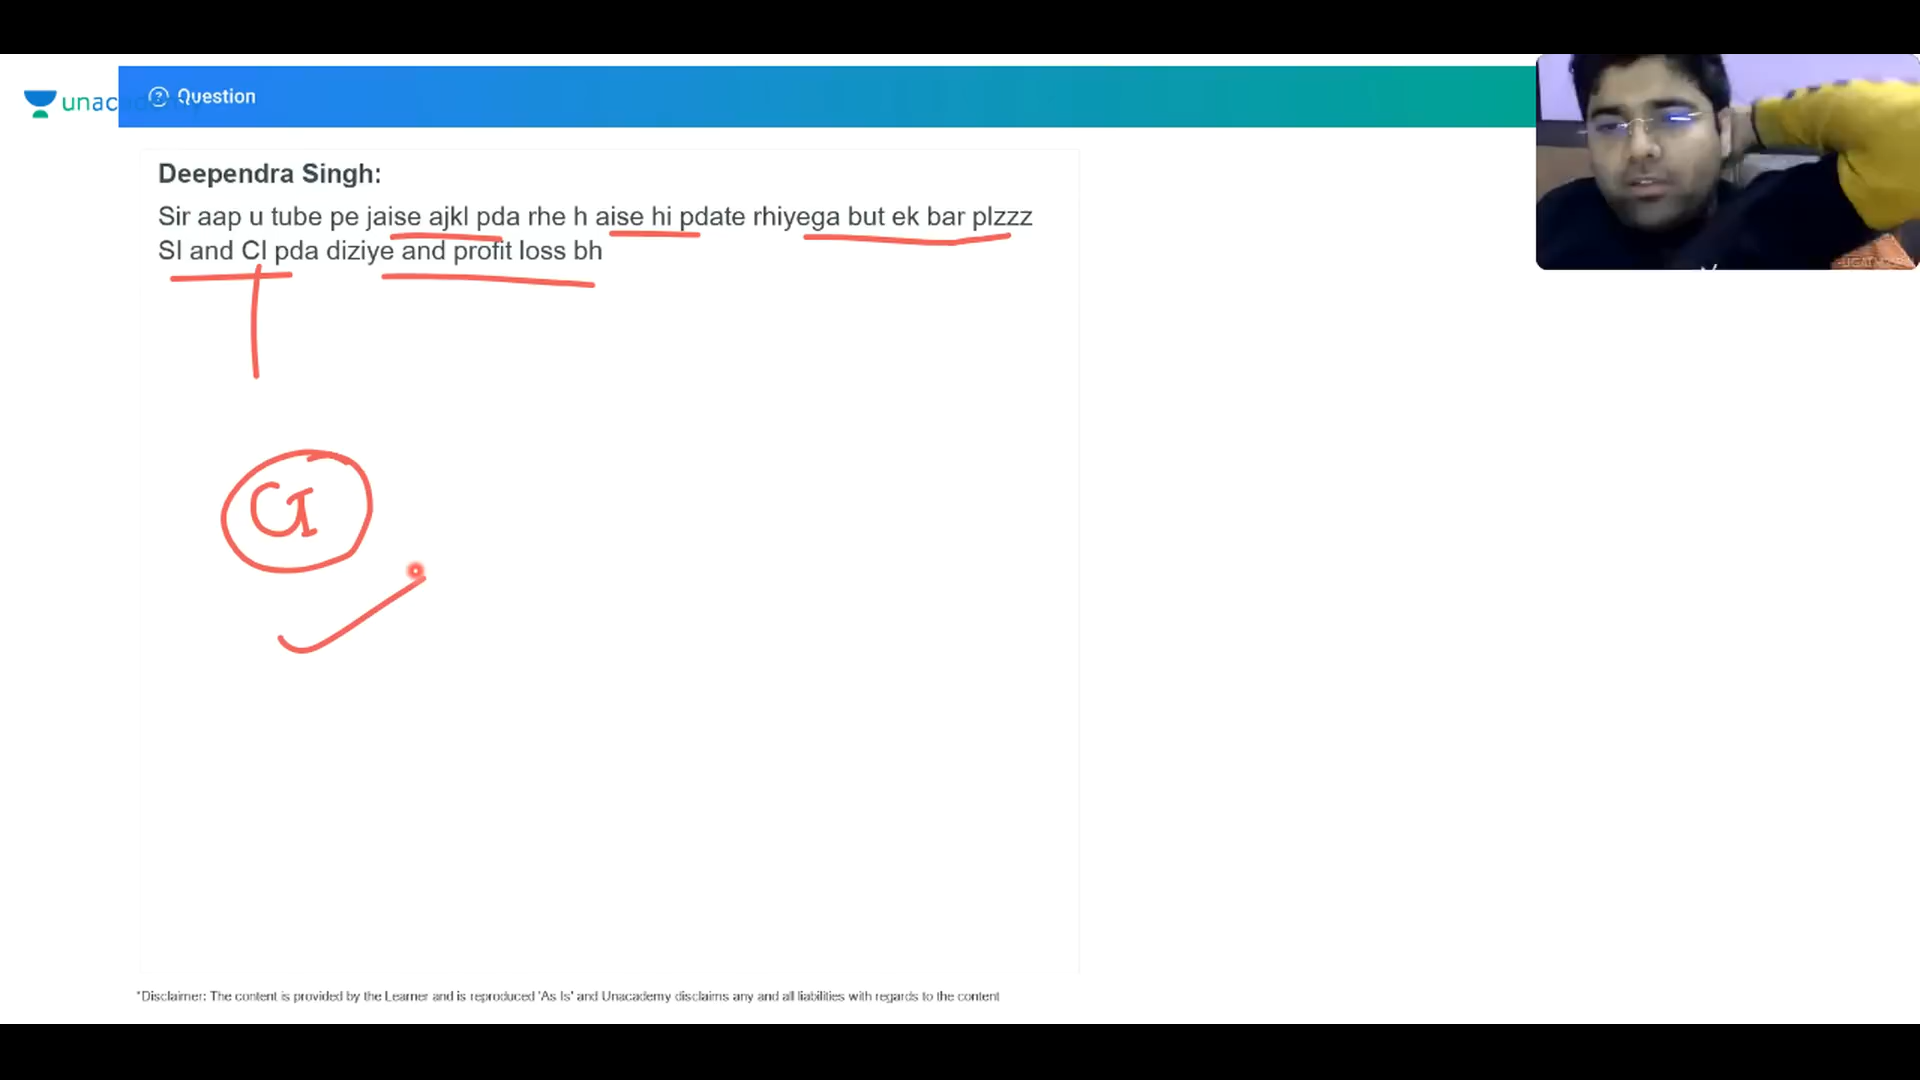 unacademy
Question
Deependra Singh:
Sir aap u tube pe jaise ajkl pda rhe h aise hi pdate rhiyega but ek bar plzzz
SI and CI pda diziye and profit loss bh
CI
*Disclaimer: The content is provided by the Learner and is reproduced 'As Is' and Unacademy disclaims any and all liabilities with regards to the content